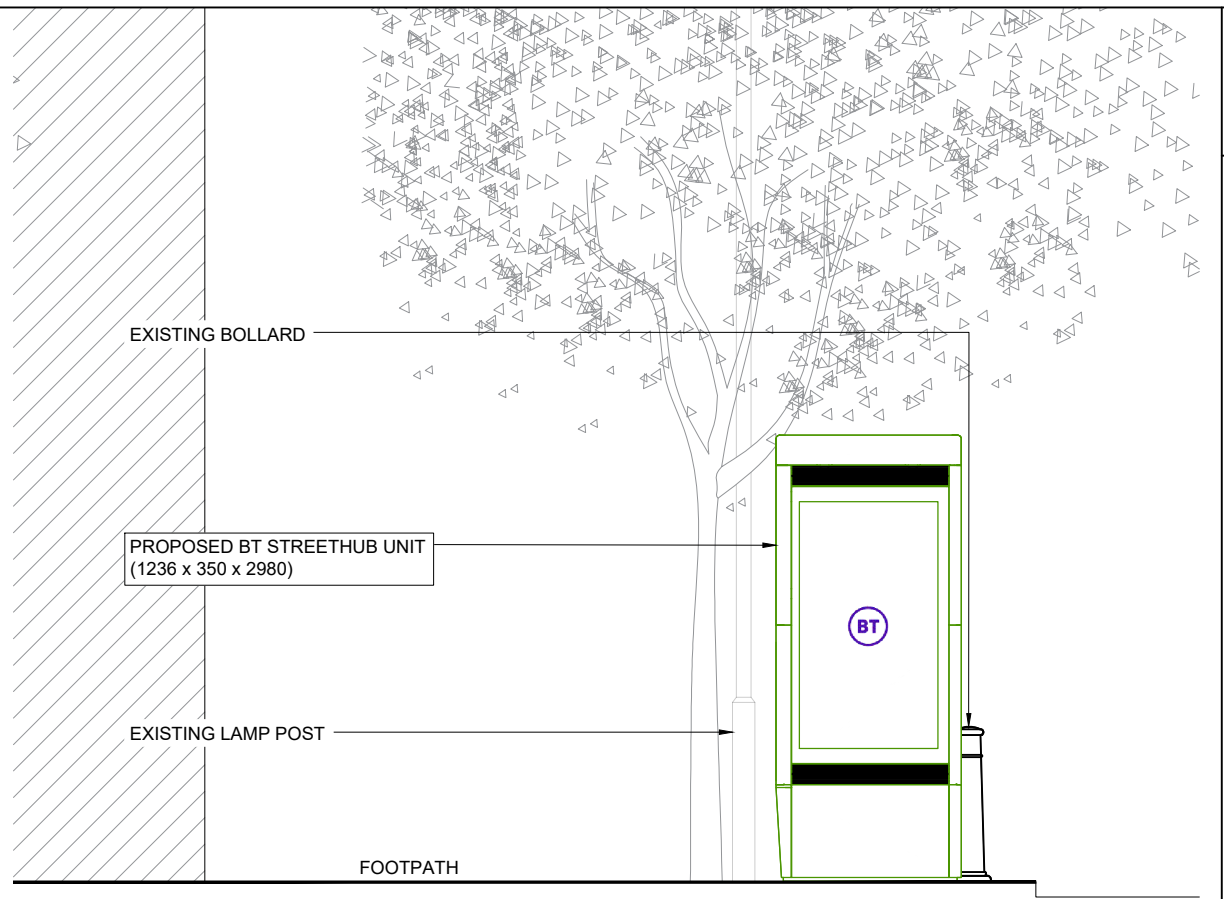 EXISTING BOLLARD
PROPOSED BT STREETHUB UNIT
(1236 x 350 x 2980)
BT
EXISTING LAMP POST
FOOTPATH